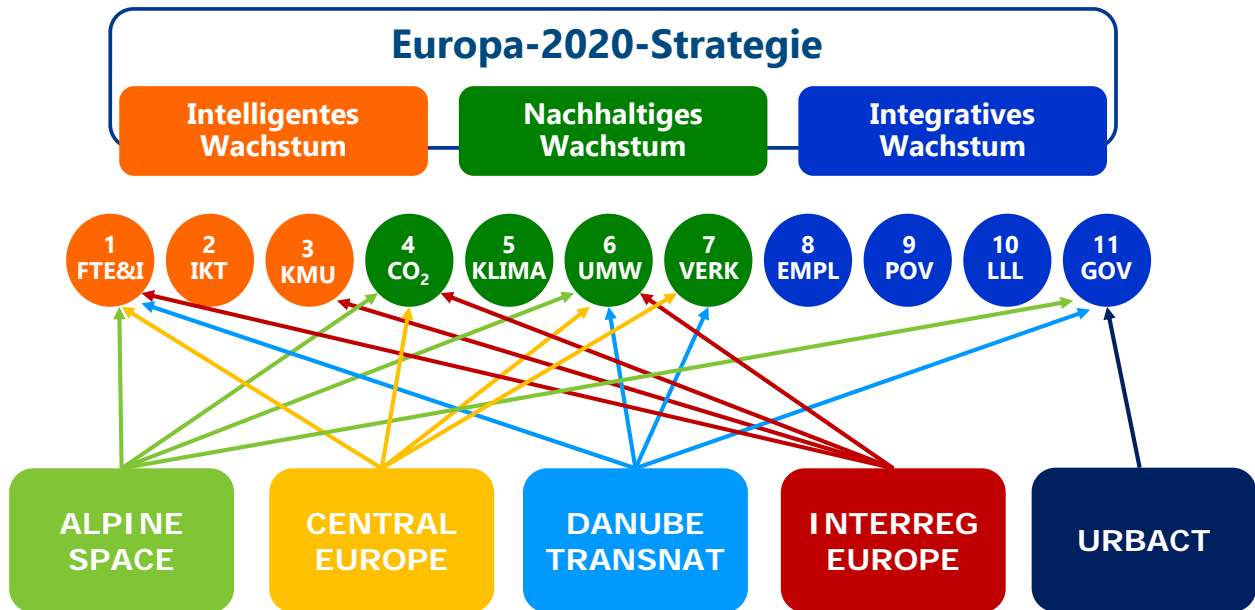 Europa-2020-Strategie
Intelligentes
Wachstum
Nachhaltiges
Wachstum
Integratives
Wachstum
1
FTE&I
2
IKT
3
KMU
4
CO₂
5
KLIMA
6
UMW
7
VERK
8
EMPL
9
POV
10
LLL
11
GOV
ALPINE
SPACE
CENTRAL
EUROPE
DANUBE
TRANSNAT
INTERREG
EUROPE
URBACT